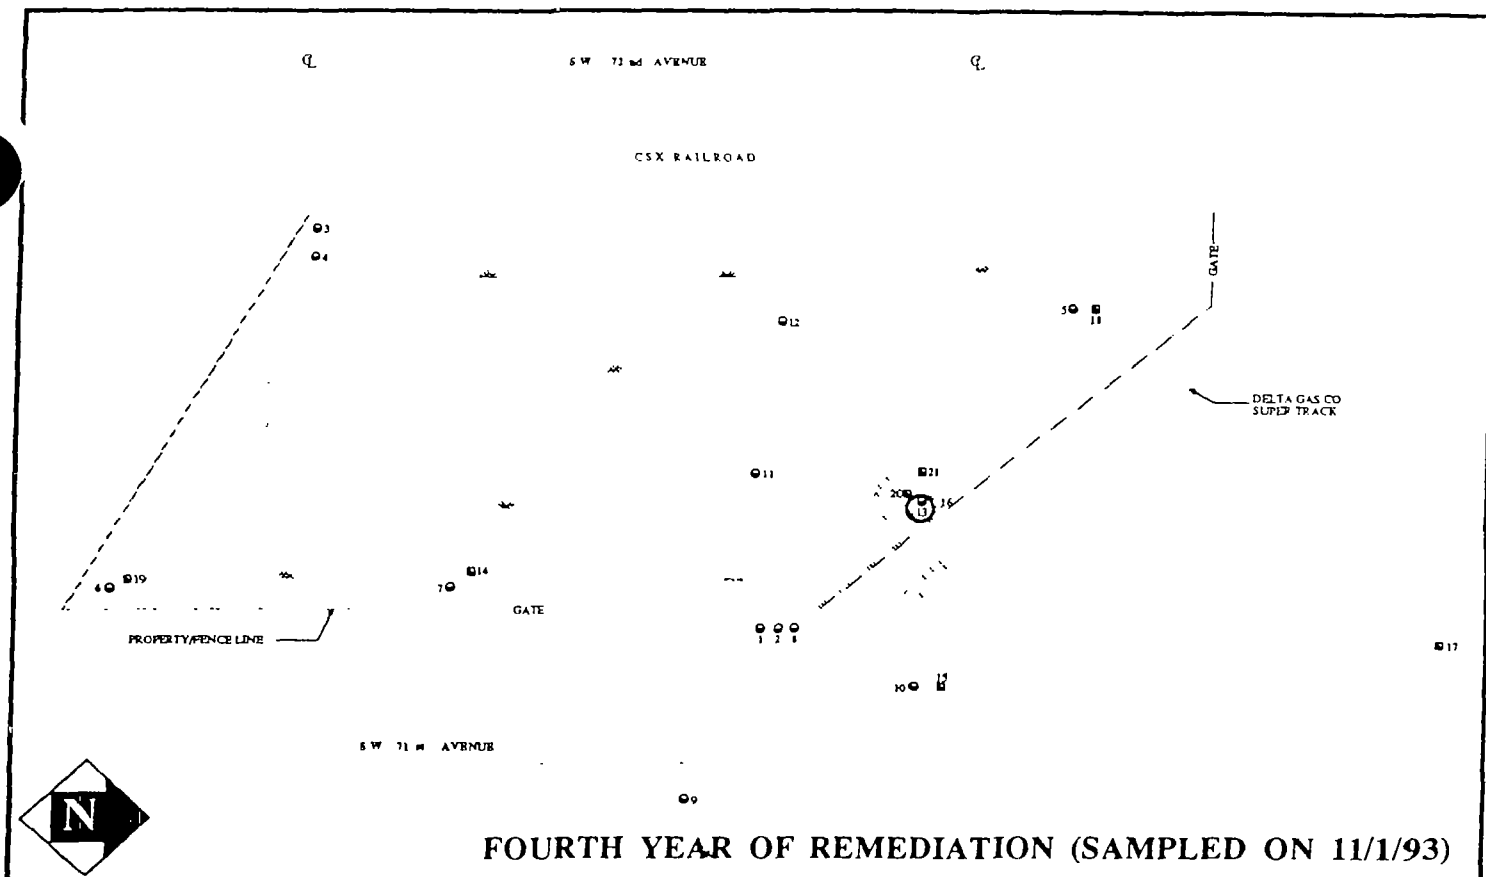 S W 72 nd AVENUE
CSX RAILROAD
3
4
GATE
5
18
12
DELTA GAS CO
SUPER TRACK
11
21
20
16
13
6
19
7
14
GATE
PROPERTY/FENCE LINE
1 2 8
17
10
15
S W 71 st AVENUE
9
N
FOURTH YEAR OF REMEDIATION (SAMPLED ON 11/1/93)